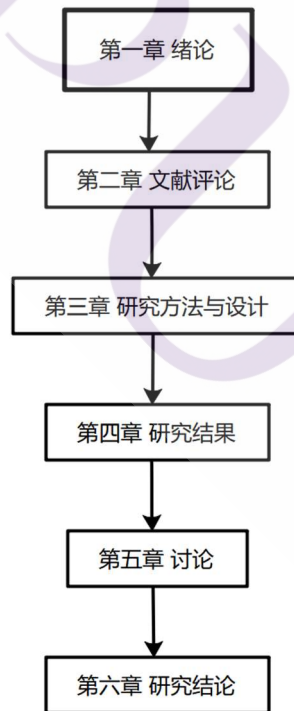 第一章 绪论
第二章 文献评论
第三章 研究方法与设计
第四章 研究结果
第五章 讨论
第六章 研究结论